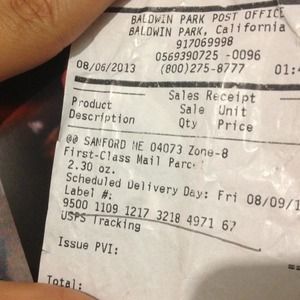 BALDWIN PARK POST OFFICE
BALDWIN PARK, California
917069998
0569390725 -0096
08/06/2013 (800)275-8777 01:4
Sales Receipt
Product Sale Unit
Description Qty Price
@@ SANFORD ME 04073 Zone-8
First-Class Mail Parcel
2.30 oz.
Scheduled Delivery Day: Fri 08/09/1
Label #:
9500 1109 1217 3218 4971 67
USPS Tracking
Issue PVI:
Total: